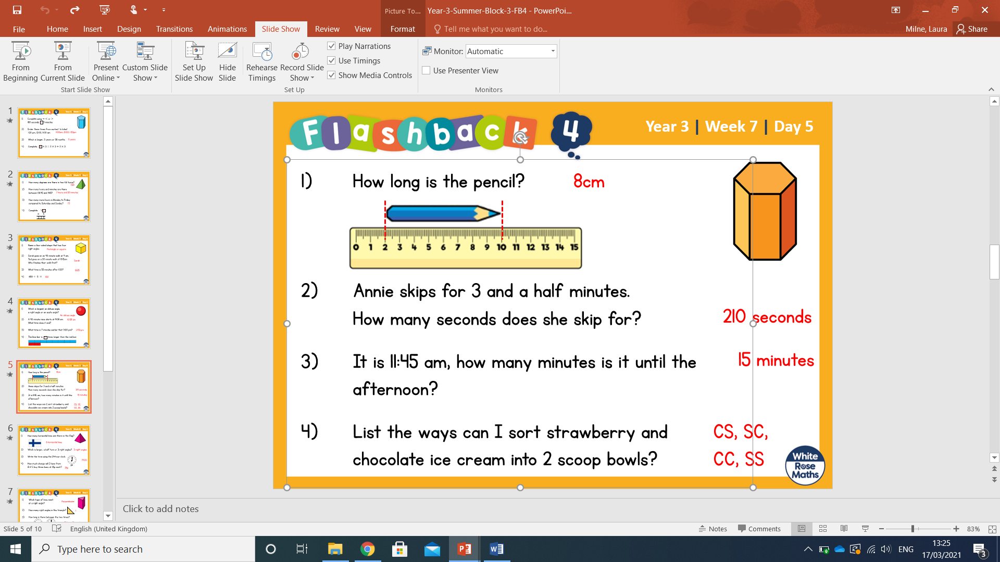 Picture To...
Year-3-Summer-Block-3-FB4 - PowerPoi...
File
Home
Insert
Design
Transitions
Animations
Slide Show
Review
View
Format
Tell me what you want to do...
Milne, Laura
Share
From Beginning
From Current Slide
Present Online
Custom Slide Show
Set Up Slide Show
Hide Slide
Rehearse Timings
Record Slide Show
Play Narrations
Use Timings
Show Media Controls
Monitor: Automatic
Use Presenter View
Start Slide Show
Set Up
Monitors
1
2
3
4
5
6
7
Flashback 4
Year 3 | Week 7 | Day 5
1) How long is the pencil? 8cm
0 1 2 3 4 5 6 7 8 9 10 11 12 13 14 15
2) Annie skips for 3 and a half minutes.
How many seconds does she skip for? 210 seconds
3) It is 11:45 am, how many minutes is it until the 15 minutes
afternoon?
4) List the ways can I sort strawberry and CS, SC,
chocolate ice cream into 2 scoop bowls? CC, SS
White
Rose
Maths
Click to add notes
Slide 5 of 10
English (United Kingdom)
Notes
Comments
83%
Type here to search
ENG
13:25
17/03/2021
3